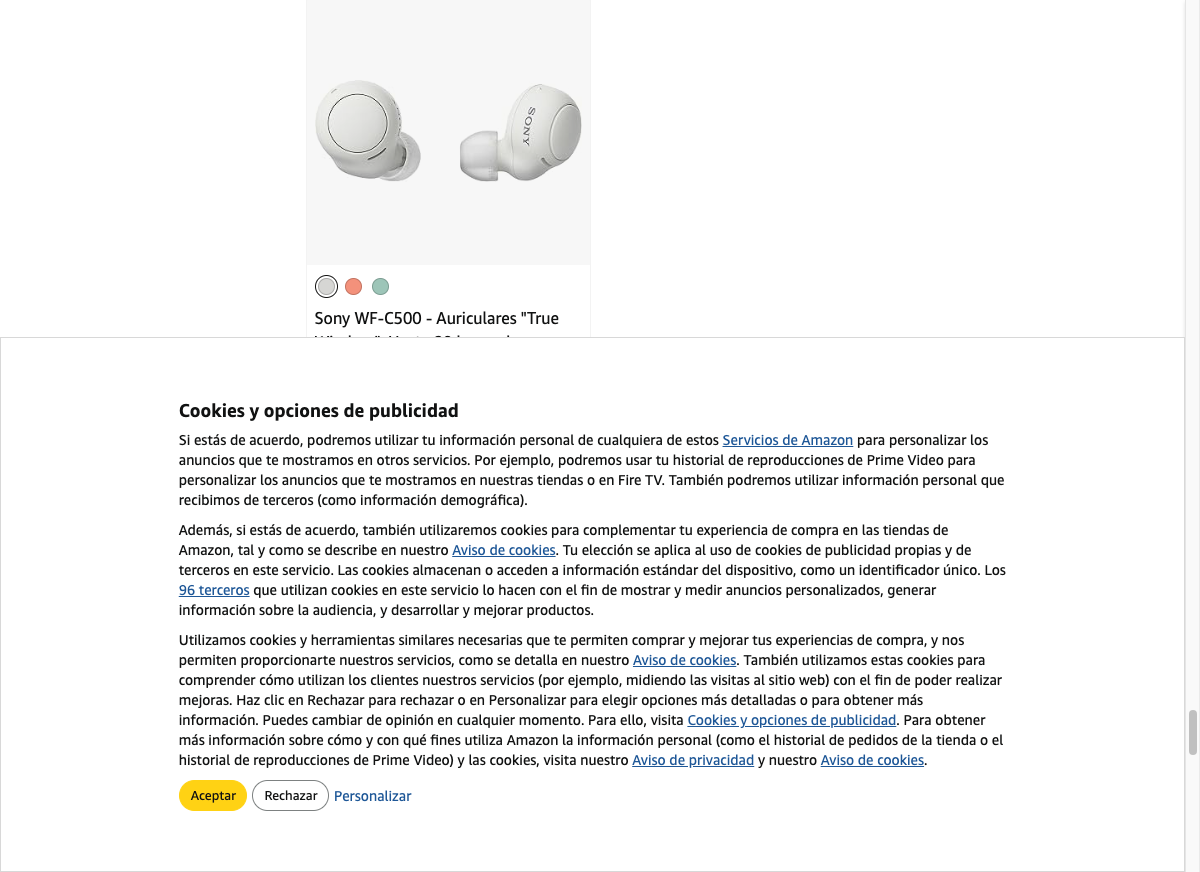 SONY
Sony WF-C500 - Auriculares "True
Cookies y opciones de publicidad
Si estás de acuerdo, podremos utilizar tu información personal de cualquiera de estos Servicios de Amazon para personalizar los
anuncios que te mostramos en otros servicios. Por ejemplo, podremos usar tu historial de reproducciones de Prime Video para
personalizar los anuncios que te mostramos en nuestras tiendas o en Fire TV. También podremos utilizar información personal que
recibimos de terceros (como información demográfica).
Además, si estás de acuerdo, también utilizaremos cookies para complementar tu experiencia de compra en las tiendas de
Amazon, tal y como se describe en nuestro Aviso de cookies. Tu elección se aplica al uso de cookies de publicidad propias y de
terceros en este servicio. Las cookies almacenan o acceden a información estándar del dispositivo, como un identificador único. Los
96 terceros que utilizan cookies en este servicio lo hacen con el fin de mostrar y medir anuncios personalizados, generar
información sobre la audiencia, y desarrollar y mejorar productos.
Utilizamos cookies y herramientas similares necesarias que te permiten comprar y mejorar tus experiencias de compra, y nos
permiten proporcionarte nuestros servicios, como se detalla en nuestro Aviso de cookies. También utilizamos estas cookies para
comprender cómo utilizan los clientes nuestros servicios (por ejemplo, midiendo las visitas al sitio web) con el fin de poder realizar
mejoras. Haz clic en Rechazar para rechazar o en Personalizar para elegir opciones más detalladas o para obtener más
información. Puedes cambiar de opinión en cualquier momento. Para ello, visita Cookies y opciones de publicidad. Para obtener
más información sobre cómo y con qué fines utiliza Amazon la información personal (como el historial de pedidos de la tienda o el
historial de reproducciones de Prime Video) y las cookies, visita nuestro Aviso de privacidad y nuestro Aviso de cookies.
Aceptar Rechazar Personalizar